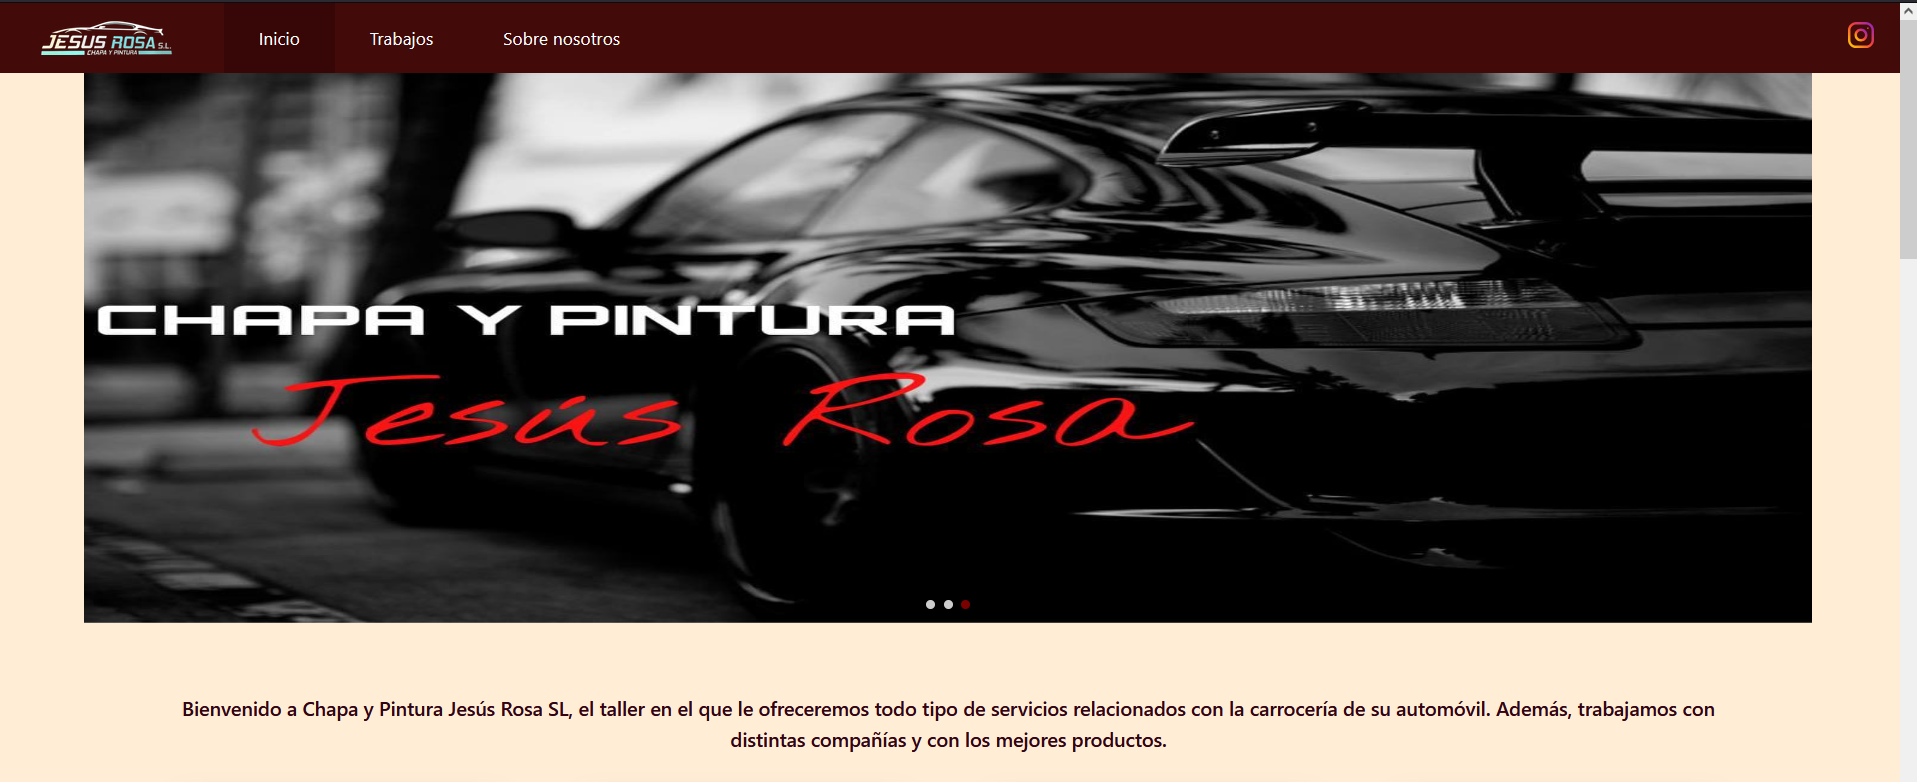 JESUS ROSA S.L.
CHAPA Y PINTURA
Inicio
Trabajos
Sobre nosotros
CHAPA Y PINTURA
Jesús Rosa
Bienvenido a Chapa y Pintura Jesús Rosa SL, el taller en el que le ofreceremos todo tipo de servicios relacionados con la carrocería de su automóvil. Además, trabajamos con
distintas compañías y con los mejores productos.